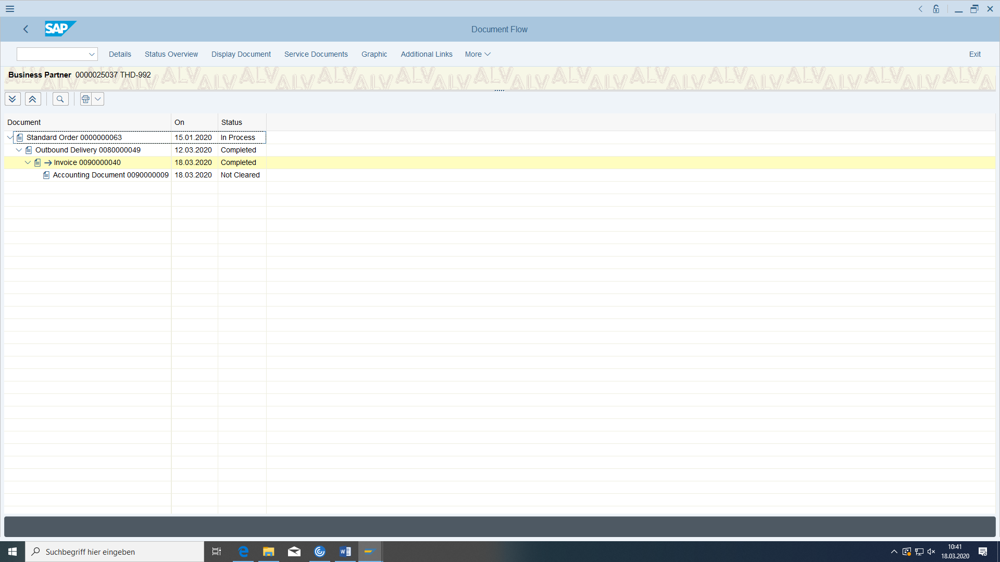 SAP
Document Flow
Details Status Overview Display Document Service Documents Graphic Additional Links More Exit
Business Partner 0000025037 THD-992
Document On Status
Standard Order 0000000063 15.01.2020 In Process
Outbound Delivery 0080000049 12.03.2020 Completed
Invoice 0090000040 18.03.2020 Completed
Accounting Document 0090000009 18.03.2020 Not Cleared
Suchbegriff hier eingeben
10:41
18.03.2020